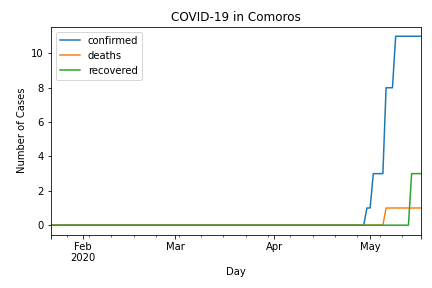 COVID-19 in Comoros
confirmed
deaths
recovered
Number of Cases
10
8
6
4
2
0
Feb
2020
Mar
Apr
May
Day